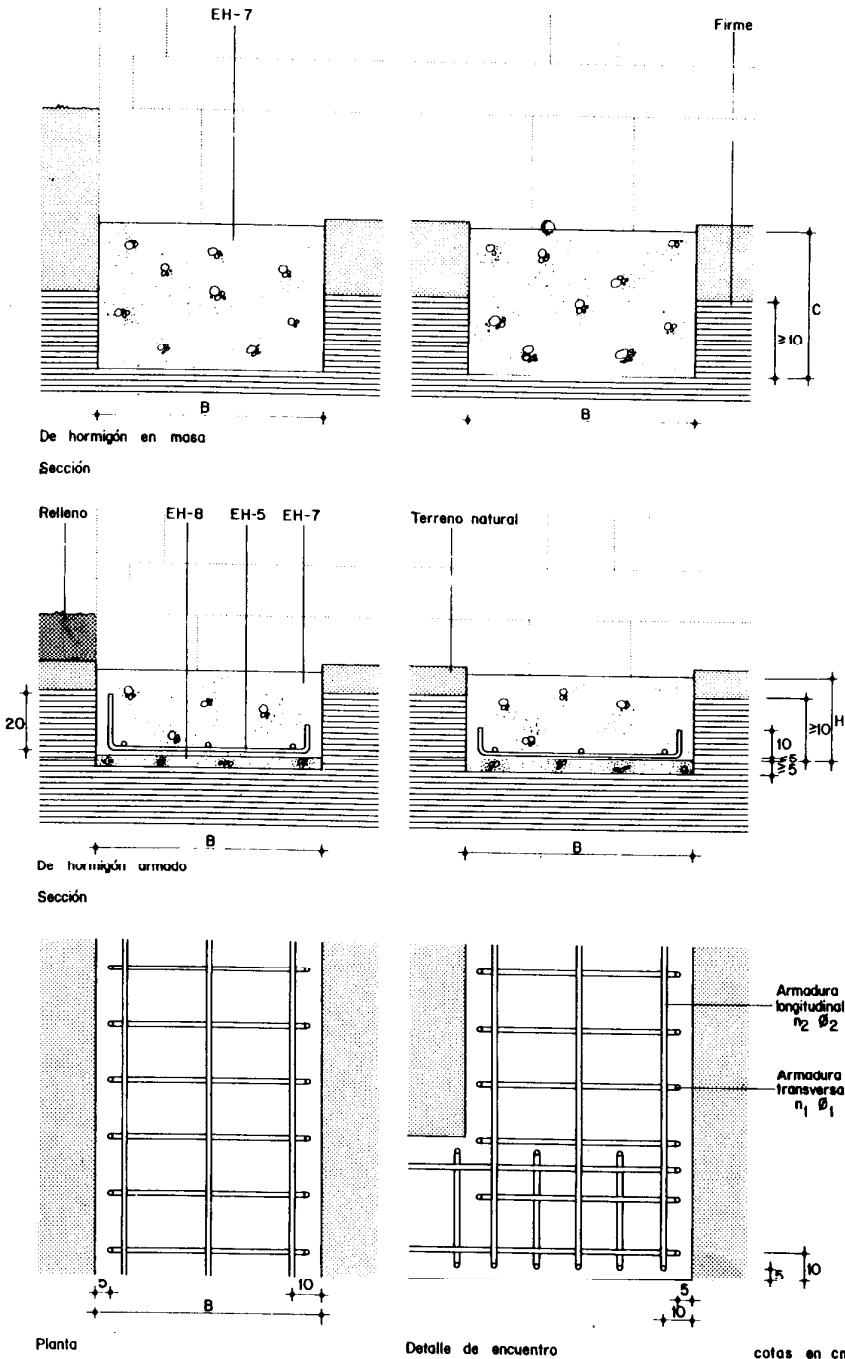 EH-7
Firme
C
≥10
B
B
De hormigón en masa
Sección
Relleno
EH-8
EH-5
EH-7
Terreno natural
20
10
≥10
H
≥5
B
B
De hormigón armado
Sección
Armadura
longitudinal
n2 Ø2
Armadura
transversa
n1 Ø1
5
10
B
5
10
5
10
Planta
Detalle de encuentro
cotas en cm